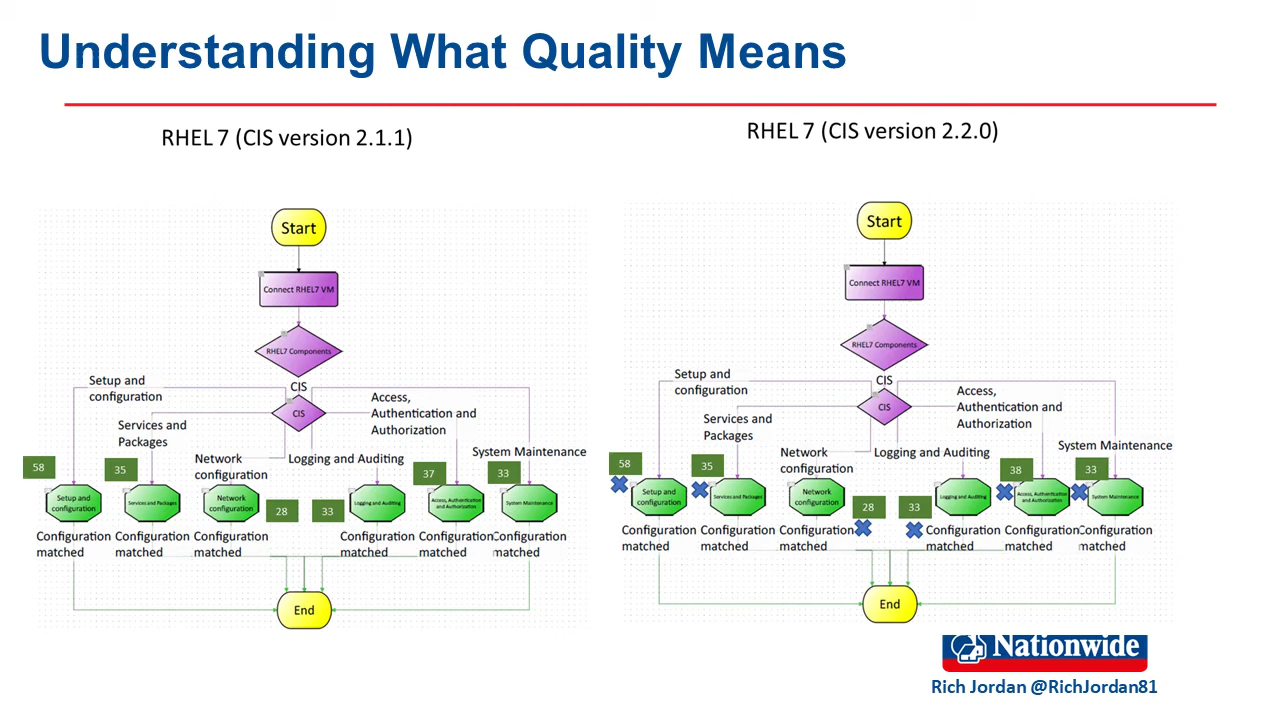 Understanding What Quality Means
RHEL 7 (CIS version 2.1.1)
Start
Connect RHEL7 VM
RHEL7 Components
CIS
CIS
Setup and
configuration
Services and
Packages
Network
configuration
Logging and Auditing
Access,
Authentication and
Authorization
System Maintenance
58
35
28
33
37
33
Setup and
configuration
Services and Packages
Network
configuration
Logging and Auditing
Access, Authentication
and Authorization
System Maintenance
Configuration
matched
Configuration
matched
Configuration
matched
Configuration
matched
Configuration
matched
Configuration
matched
End
RHEL 7 (CIS version 2.2.0)
Start
Connect RHEL7 VM
RHEL7 Components
CIS
CIS
Setup and
configuration
Services and
Packages
Network
configuration
Logging and Auditing
Access,
Authentication and
Authorization
System Maintenance
58
35
28
33
38
33
Setup and
configuration
Services and Packages
Network
configuration
Logging and Auditing
Access, Authentication
and Authorization
System Maintenance
Configuration
matched
Configuration
matched
Configuration
matched
Configuration
matched
Configuration
matched
Configuration
matched
End
Nationwide
Rich Jordan @RichJordan81